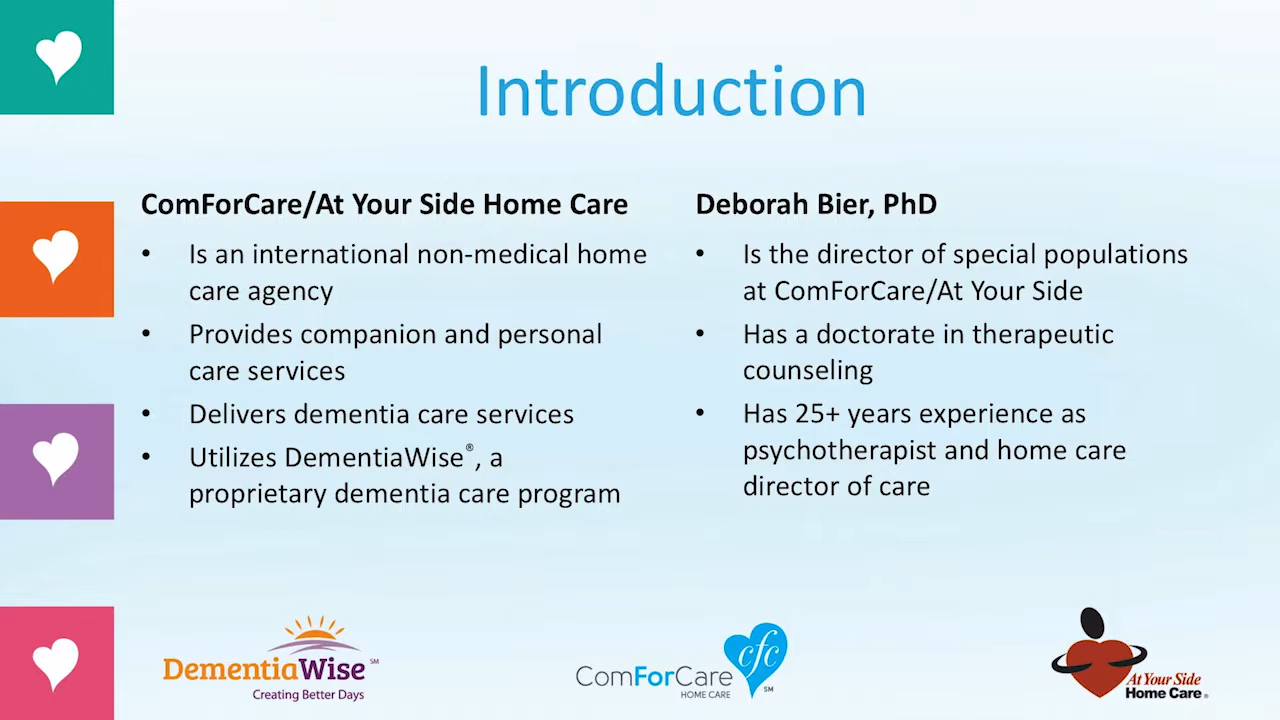 Introduction
ComForCare/At Your Side Home Care
• Is an international non-medical home
care agency
• Provides companion and personal
care services
• Delivers dementia care services
• Utilizes DementiaWise®, a
proprietary dementia care program
Deborah Bier, PhD
• Is the director of special populations
at ComForCare/At Your Side
• Has a doctorate in therapeutic
counseling
• Has 25+ years experience as
psychotherapist and home care
director of care
DementiaWise℠
Creating Better Days
ComForCare
HOME CARE
cfc
SM
At Your Side
Home Care®